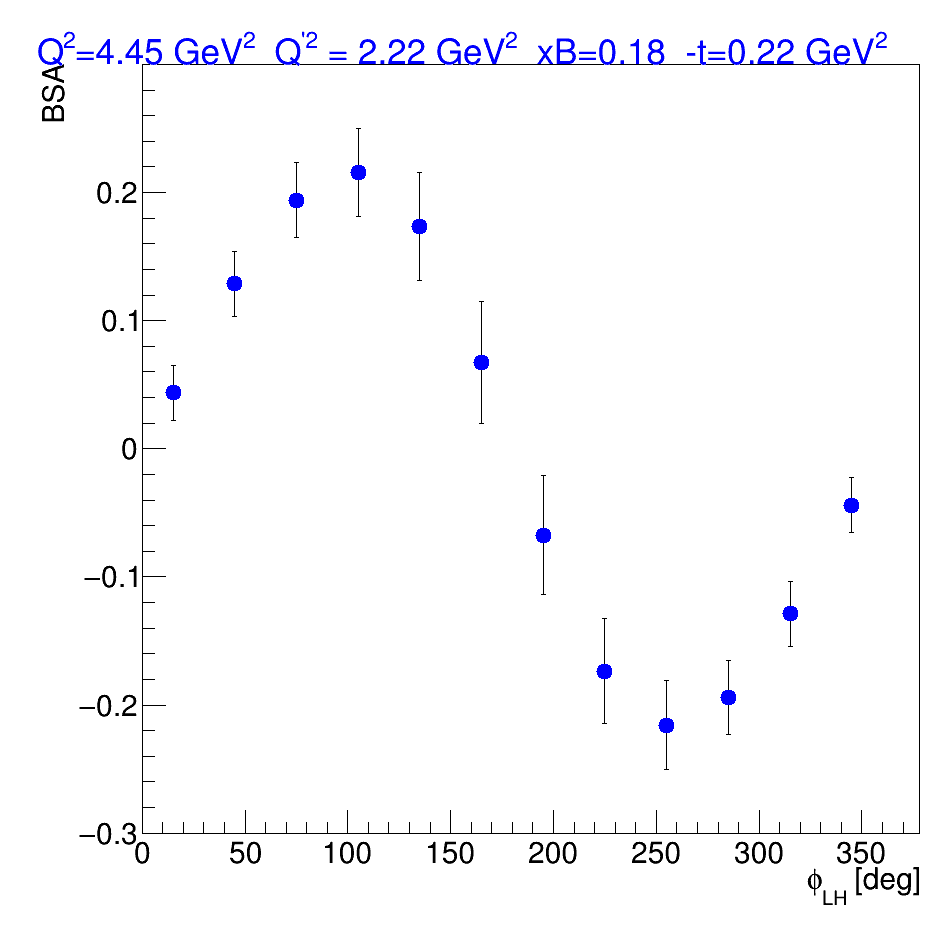 Q²=4.45 GeV² Q'² = 2.22 GeV² xB=0.18 -t=0.22 GeV²
BSA
0.2
0.1
0
−0.1
−0.2
−0.3
0 50 100 150 200 250 300 350
ϕ_LH [deg]